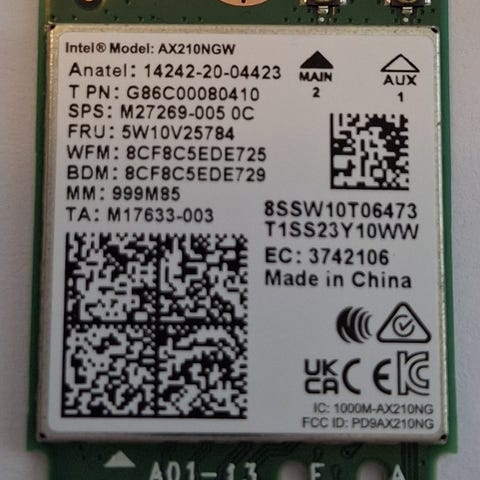 Intel® Model: AX210NGW
Anatel: 14242-20-04423
T PN: G86C00080410
SPS: M27269-005 0C
FRU: 5W10V25784
WFM: 8CF8C5EDE725
BDM: 8CF8C5EDE729
MM: 999M85
TA: M17633-003
MAIN
2
AUX
1
8SSW10T06473
T1SS23Y10WW
EC: 3742106
Made in China
UK
CA CE
IC: 1000M-AX210NG
FCC ID: PD9AX210NG
A01-13 F A